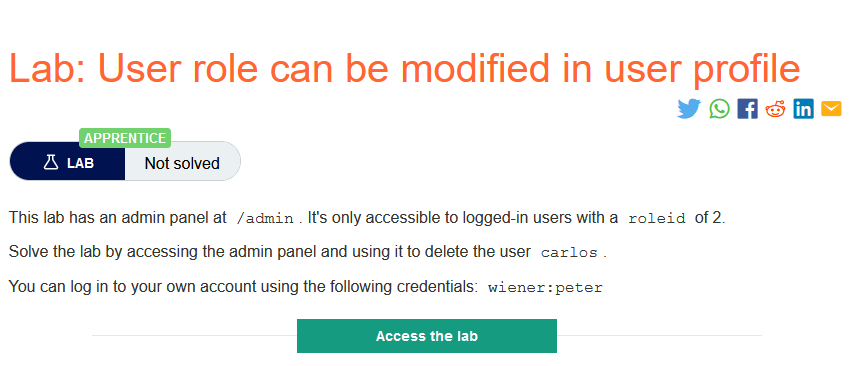 Lab: User role can be modified in user profile
APPRENTICE
LAB Not solved
This lab has an admin panel at /admin. It's only accessible to logged-in users with a roleid of 2.
Solve the lab by accessing the admin panel and using it to delete the user carlos.
You can log in to your own account using the following credentials: wiener:peter
Access the lab